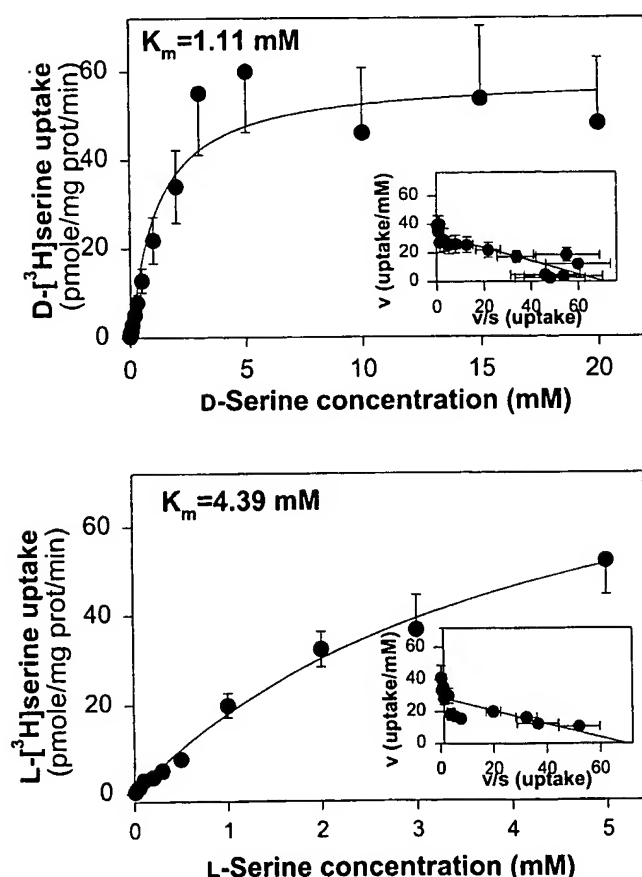 K_m=1.11 mM
D-[³H]serine uptake
(pmole/mg prot/min)
60
40
20
0
0
5
10
15
20
D-Serine concentration (mM)
v (uptake/mM)
60
40
20
0
0
20
40
60
v/s (uptake)
K_m=4.39 mM
L-[³H]serine uptake
(pmole/mg prot/min)
60
40
20
0
0
1
2
3
4
5
L-Serine concentration (mM)
v (uptake/mM)
60
40
20
0
0
20
40
60
v/s (uptake)